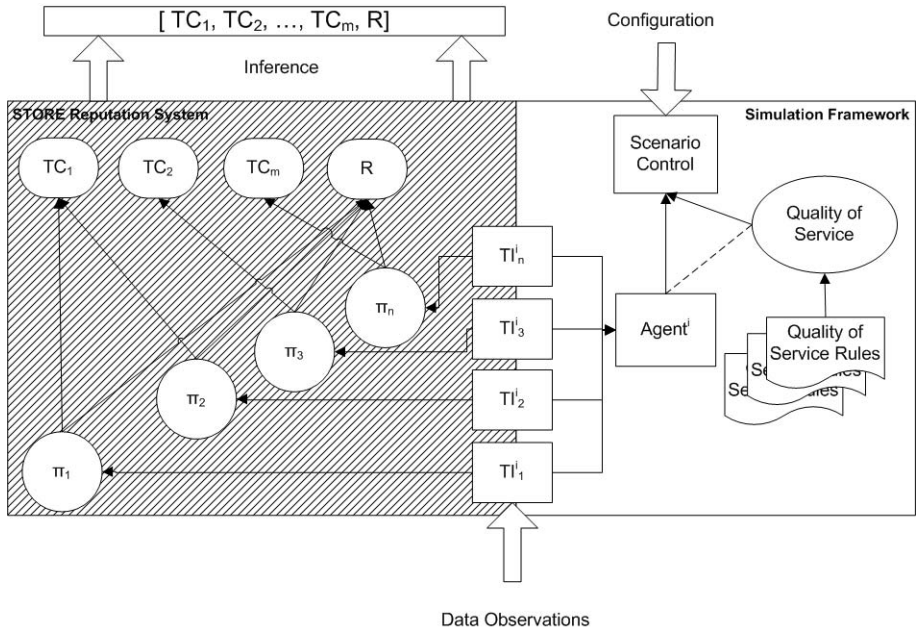 [ TC₁, TC₂, ..., TCₘ, R]
Configuration
Inference
STORE Reputation System
Simulation Framework
TC₁
TC₂
TCₘ
R
Scenario
Control
Quality of
Service
TIⁱₙ
πₙ
TIⁱ₃
Agentⁱ
π₃
Quality of
Service Rules
TIⁱ₂
π₂
TIⁱ₁
π₁
Data Observations